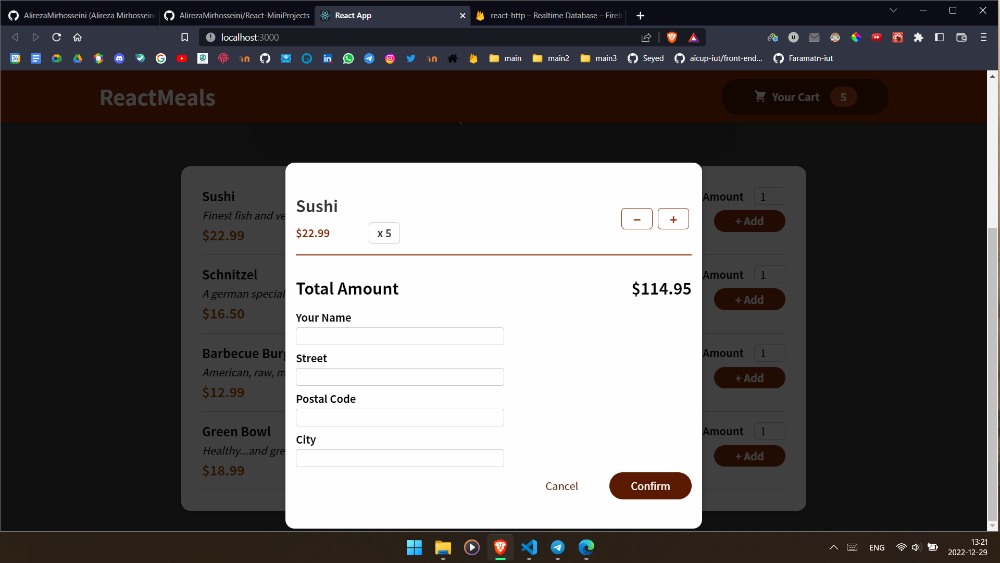 AlirezaMirhosseini (Alireza Mirhossein
AlirezaMirhosseini/React-MiniProjects
React App
react-http – Realtime Database – Fireb
localhost:3000
main
main2
main3
Seyed
aicup-iut/front-end...
Faramatn-iut
ReactMeals
Your Cart 5
Sushi
Finest fish and ve
$22.99
Amount 1
+ Add
Schnitzel
A german special
$16.50
Amount 1
+ Add
Barbecue Burg
American, raw, m
$12.99
Amount 1
+ Add
Green Bowl
Healthy...and gre
$18.99
Amount 1
+ Add
Sushi
$22.99 x 5
− +
Total Amount $114.95
Your Name
Street
Postal Code
City
Cancel Confirm
ENG
13:21
2022-12-29